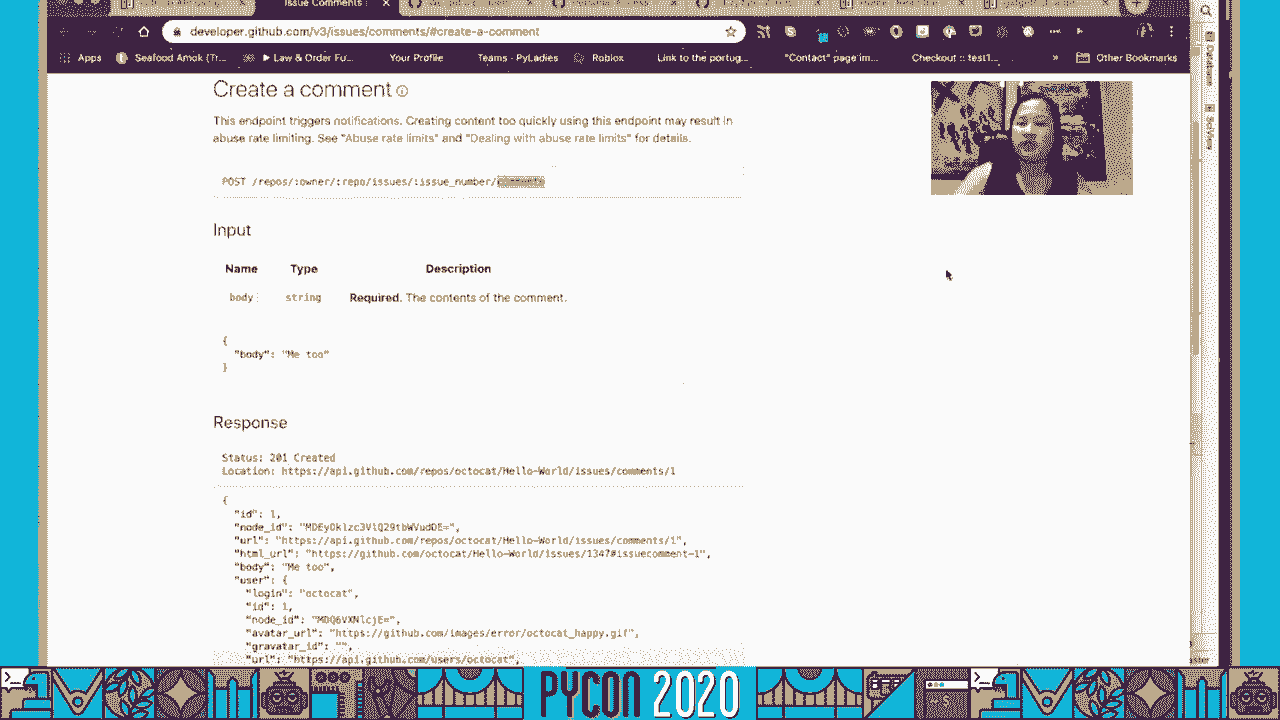 Issue Comments
developer.github.com/v3/issues/comments/#create-a-comment
Apps Seafood Amok (Tr... Law & Order Fu... Your Profile Teams: PyLadies Roblox Link to the portug... "Contact" page im... Checkout :: test1... » Other Bookmarks
Create a comment
This endpoint triggers notifications. Creating content too quickly using this endpoint may result in
abuse rate limiting. See "Abuse rate limits" and "Dealing with abuse rate limits" for details.
POST /repos/:owner/:repo/issues/:issue_number/
Input
Name Type Description
body string Required. The contents of the comment.
{
"body": "Me too"
}
Response
Status: 201 Created
Location: https://api.github.com/repos/octocat/Hello-World/issues/comments/1
{
"id": 1,
"node_id":
"url": "https://api.github.com/repos/octocat/Hello-World/issues/comments/1",
"html_url": "https://github.com/octocat/Hello-World/issues/1347#issuecomment-1",
"body": "Me too",
"user": {
"login": "octocat",
"id": 1,
"node_id": "MDQ6VXNlcjE=",
"avatar_url": "https://github.com/images/error/octocat_happy.gif",
"gravatar_id": "",
"url": "https://api.github.com/users/octocat",
Database
SciView
PYCON 2020